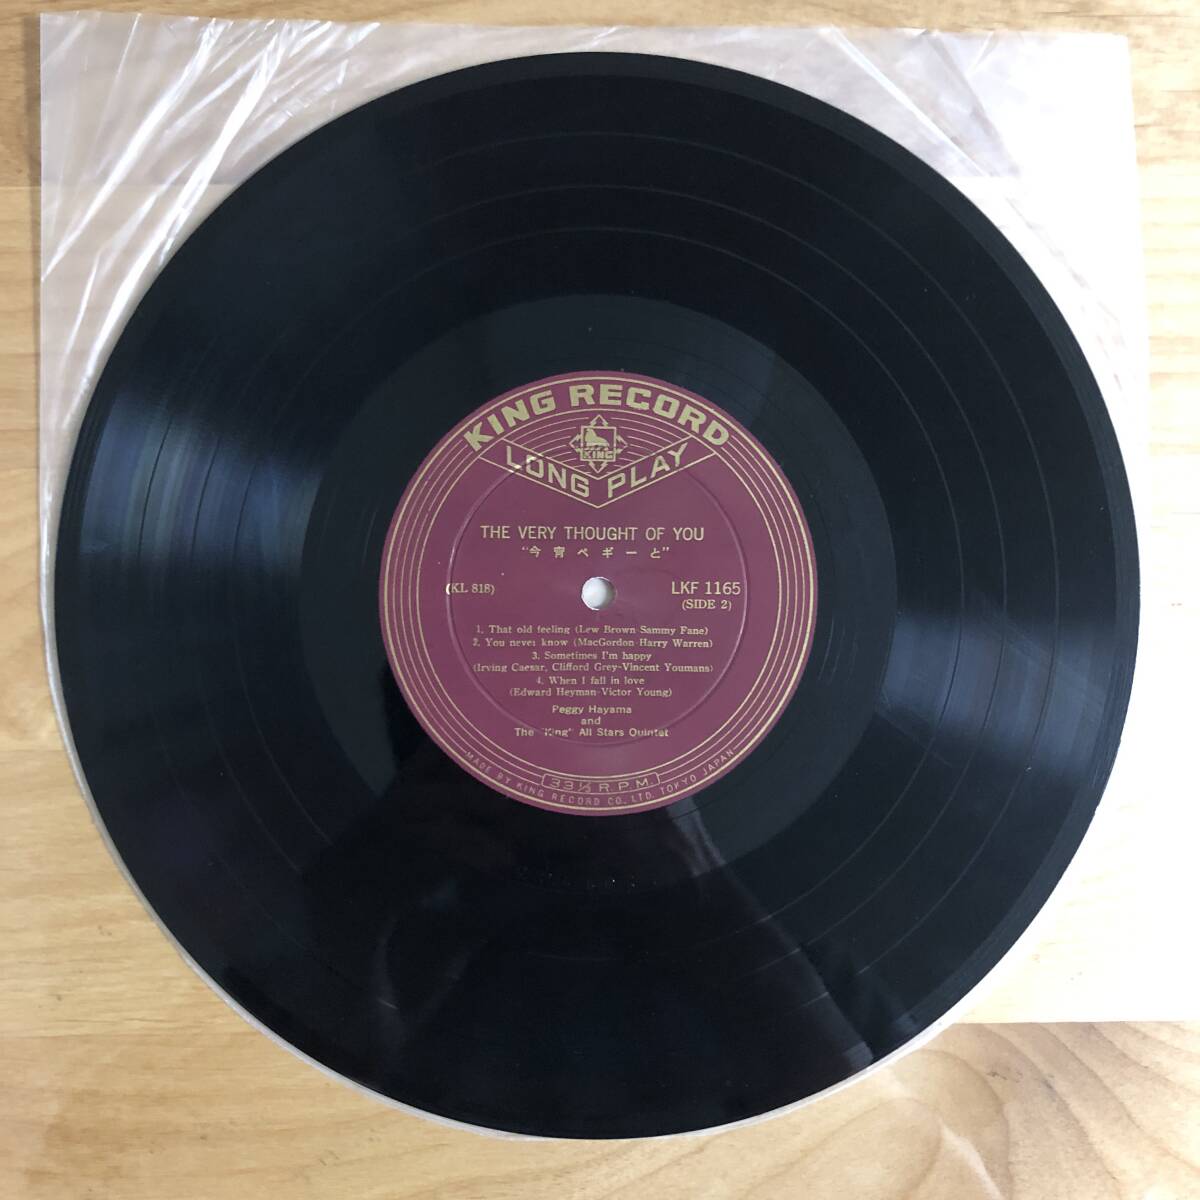 KING RECORD
KING
LONG PLAY
THE VERY THOUGHT OF YOU
“今宵ペギーと”
(KL 818)
LKF 1165
(SIDE 2)
1. That old feeling (Lew Brown-Sammy Fane)
2. You never know (MacGordon-Harry Warren)
3. Sometimes I'm happy
(Irving Caesar, Clifford Grey-Vincent Youmans)
4. When I fall in love
(Edward Heyman-Victor Young)
Peggy Hayama
and
The "King" All Stars Quintet
33⅓ R.P.M.
MADE BY KING RECORD CO., LTD. TOKYO JAPAN